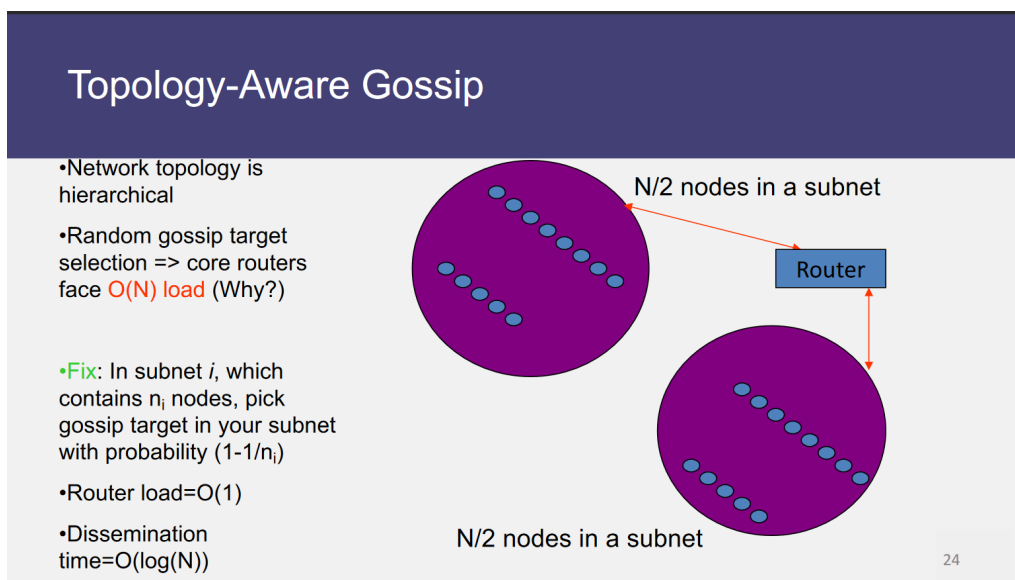 Topology-Aware Gossip
•Network topology is
hierarchical
•Random gossip target
selection => core routers
face O(N) load (Why?)
•Fix: In subnet i, which
contains nᵢ nodes, pick
gossip target in your subnet
with probability (1-1/nᵢ)
•Router load=O(1)
•Dissemination
time=O(log(N))
N/2 nodes in a subnet
Router
N/2 nodes in a subnet
24